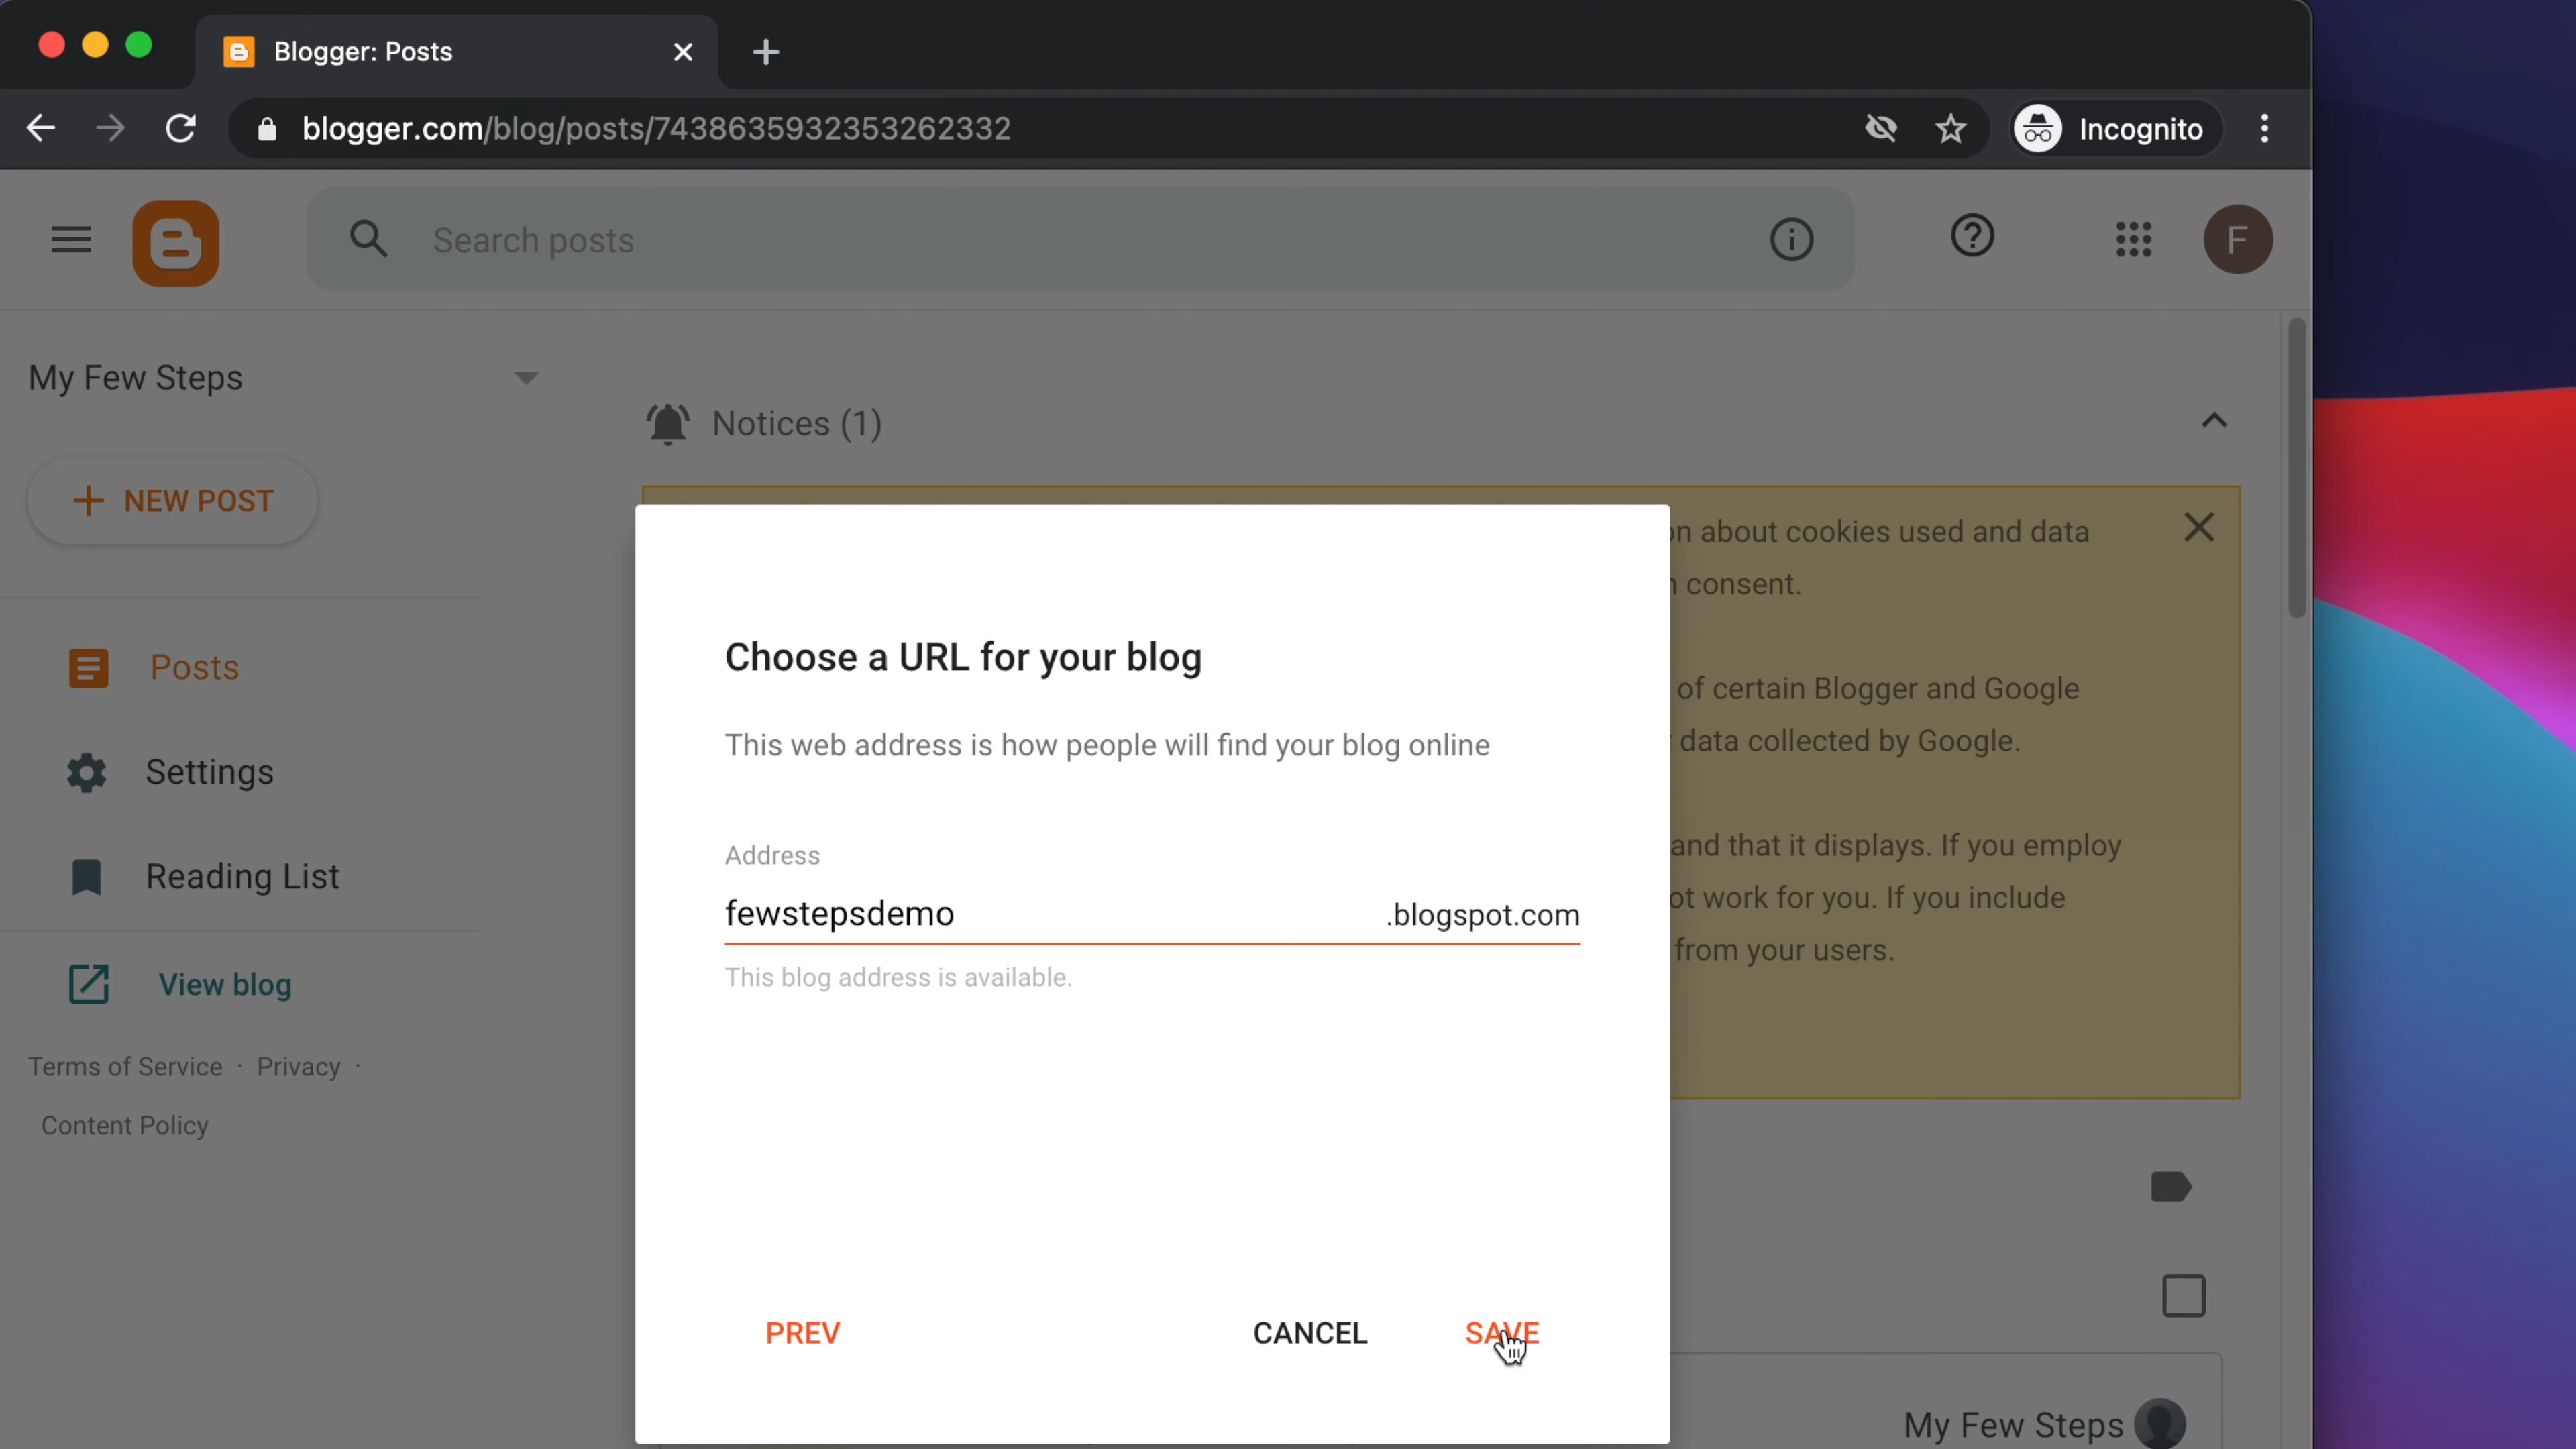 Blogger: Posts
blogger.com/blog/posts/7438635932353262332
Incognito
Search posts
F
My Few Steps
Notices (1)
NEW POST
on about cookies used and data
consent.
Choose a URL for your blog
Posts
of certain Blogger and Google
This web address is how people will find your blog online
data collected by Google.
Settings
Address
and that it displays. If you employ
Reading List
fewstepsdemo
.blogspot.com
ot work for you. If you include
from your users.
This blog address is available.
View blog
Terms of Service · Privacy ·
Content Policy
PREV
CANCEL
SAVE
My Few Steps